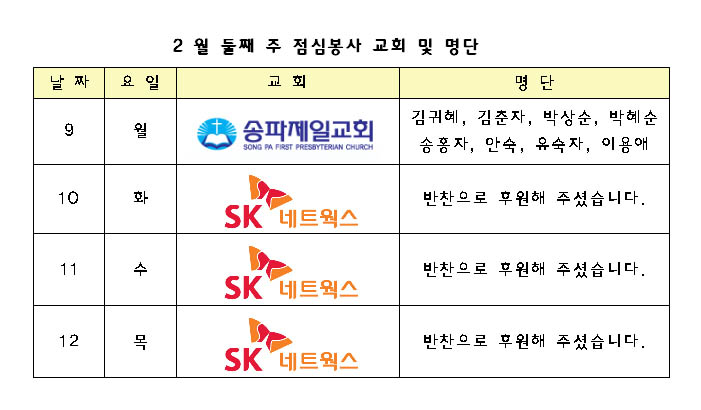 2 월 둘째 주 점심봉사 교회 및 명단
날 짜 요 일 교 회 명 단
9 월 송파제일교회 김귀혜, 김춘자, 박상순, 박혜순
SONG PA FIRST PRESBYTERIAN CHURCH 송홍자, 안숙, 유숙자, 이용애
10 화 SK 네트웍스 반찬으로 후원해 주셨습니다.
11 수 SK 네트웍스 반찬으로 후원해 주셨습니다.
12 목 SK 네트웍스 반찬으로 후원해 주셨습니다.